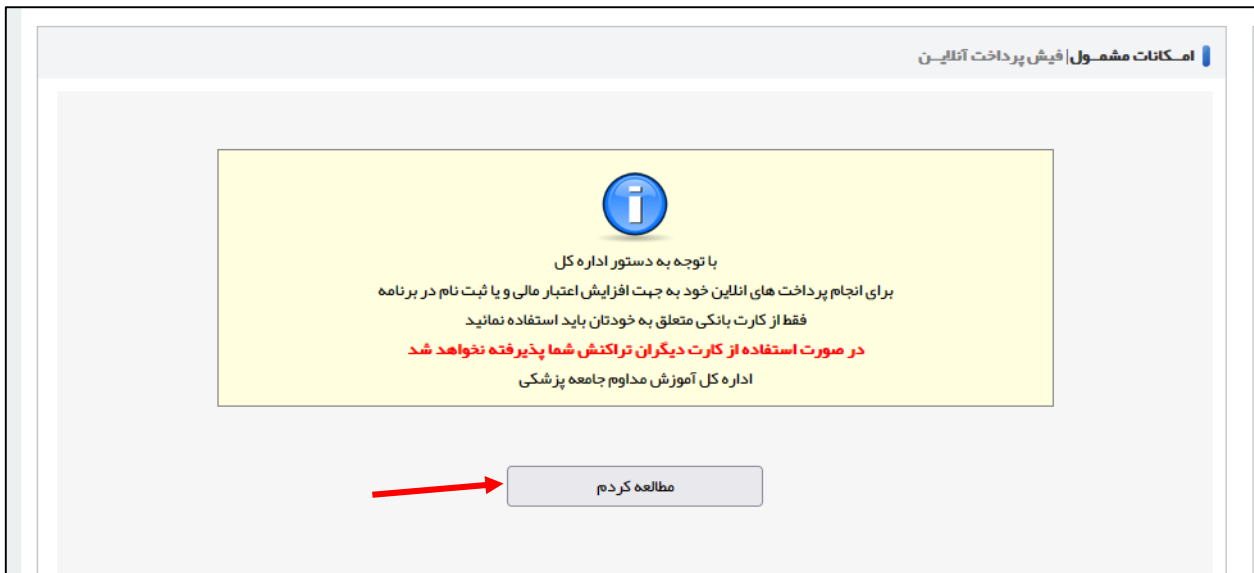 امـکانات مشمـول|فیش پرداخت آنلایـن
با توجه به دستور اداره کل
برای انجام پرداخت های انلاین خود به جهت افزایش اعتبار مالی و یا ثبت نام در برنامه
فقط از کارت بانکی متعلق به خودتان باید استفاده نمائید
در صورت استفاده از کارت دیگران تراکنش شما پذیرفته نخواهد شد
اداره کل آموزش مداوم جامعه پزشکی
مطالعه کردم